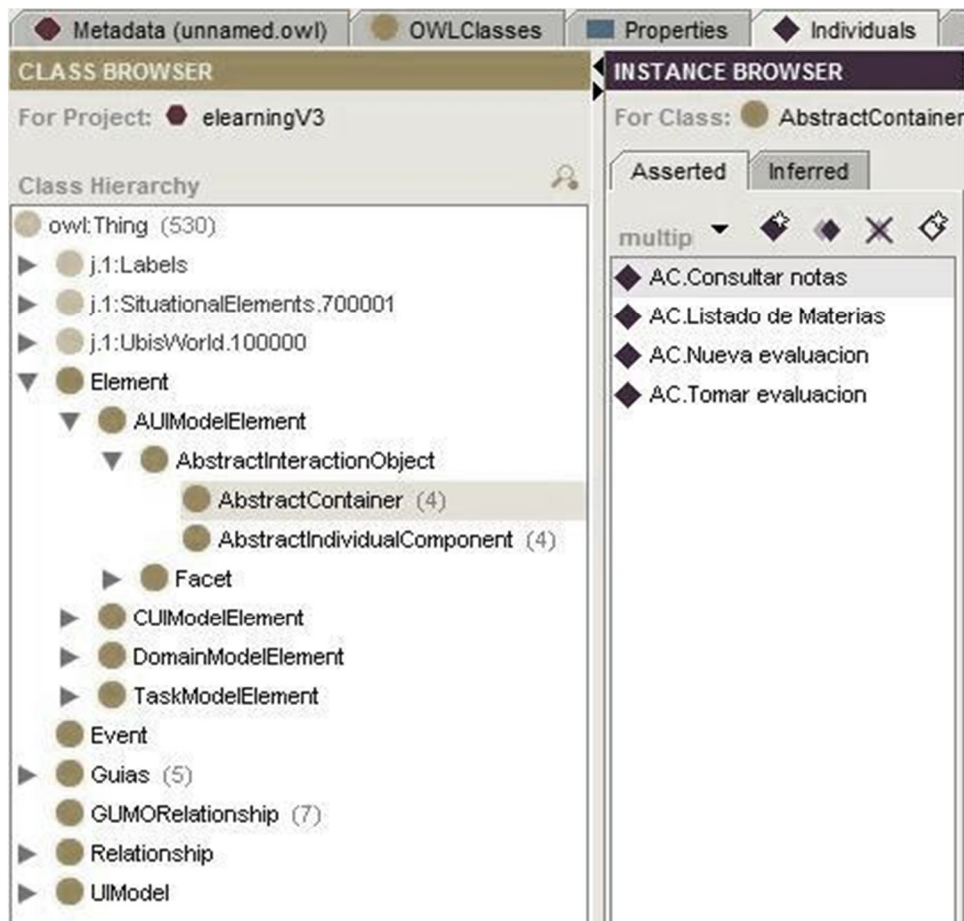 Metadata (unnamed.owl) OWLClasses Properties Individuals
CLASS BROWSER
For Project: elearningV3
Class Hierarchy
owl:Thing (530)
j.1:Labels
j.1:SituationalElements.700001
j.1:UbisWorld.100000
Element
AUIModelElement
AbstractInteractionObject
AbstractContainer (4)
AbstractIndividualComponent (4)
Facet
CUIModelElement
DomainModelElement
TaskModelElement
Event
Guias (5)
GUMORelationship (7)
Relationship
UIModel
INSTANCE BROWSER
For Class: AbstractContainer
Asserted Inferred
multip
AC.Consultar notas
AC.Listado de Materias
AC.Nueva evaluacion
AC.Tomar evaluacion